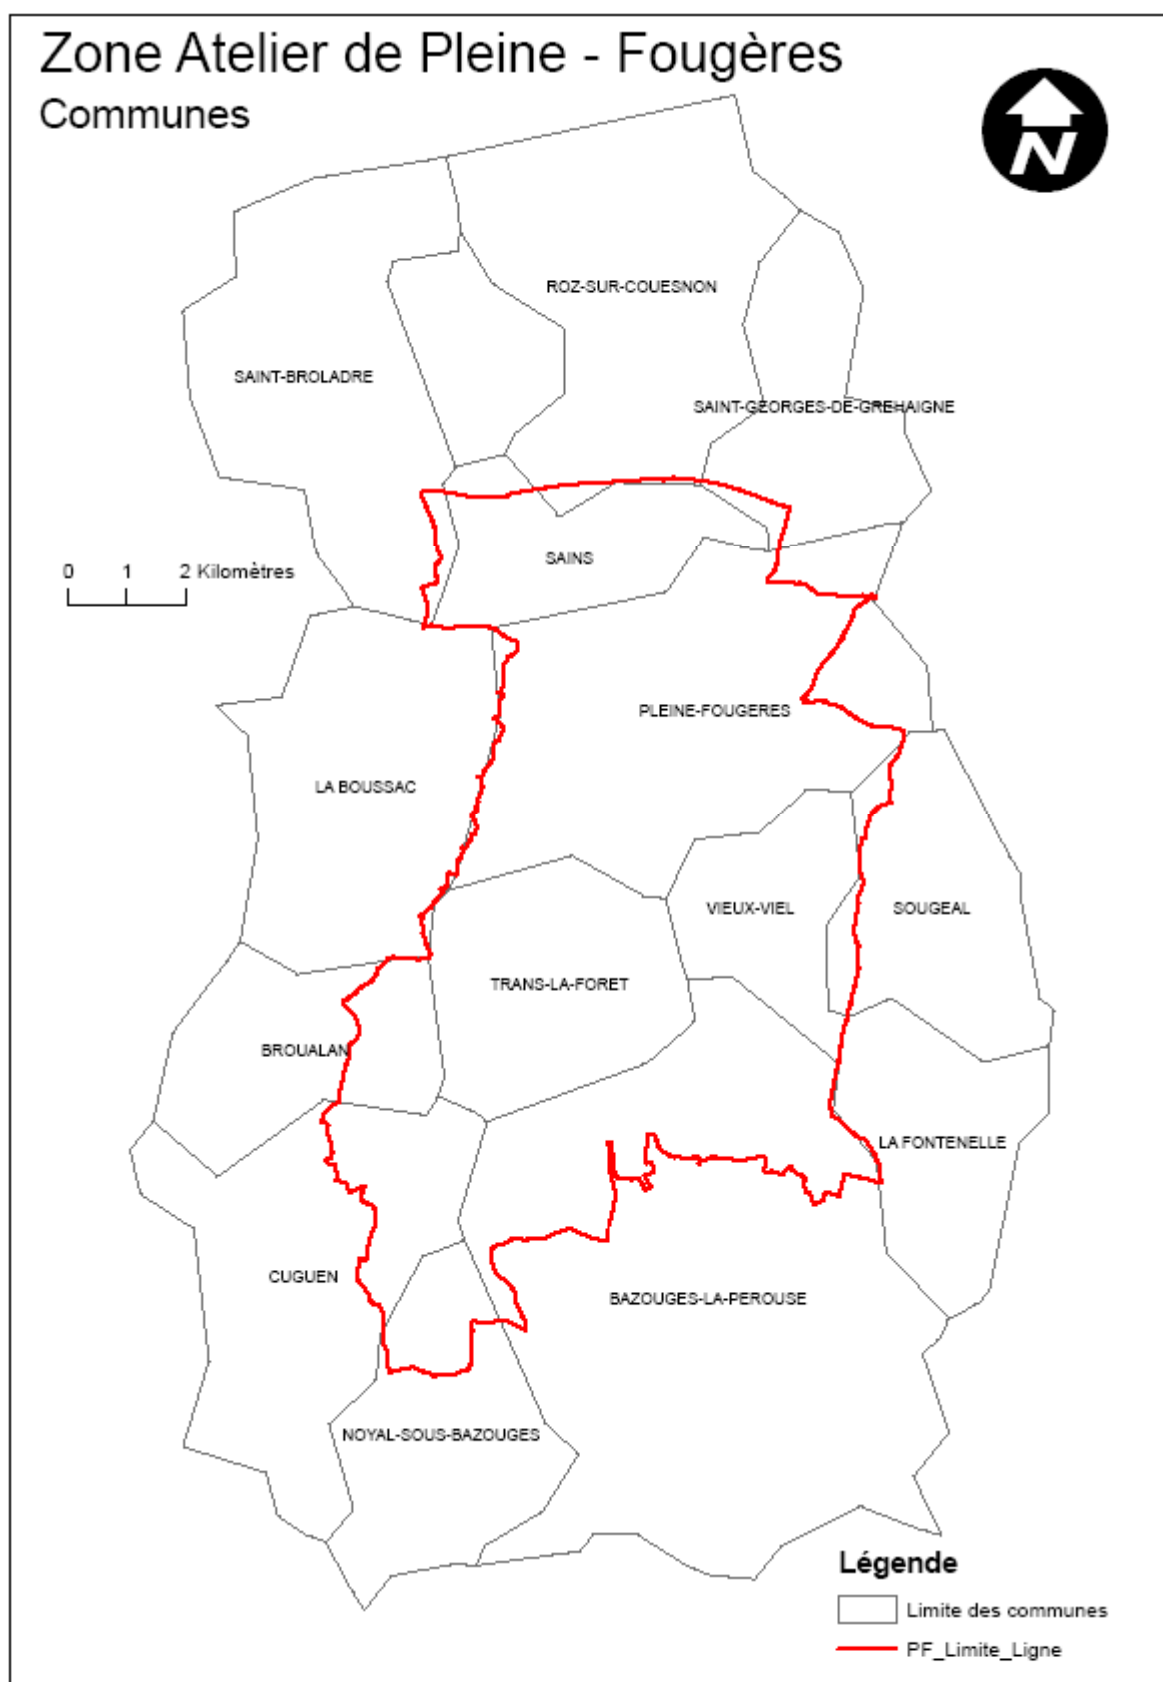 Zone Atelier de Pleine - Fougères
Communes
N
ROZ-SUR-COUESNON
SAINT-BROLADRE
SAINT-GEORGES-DE-GREHAIGNE
SAINS
0 1 2 Kilomètres
PLEINE-FOUGERES
LA BOUSSAC
VIEUX-VIEL
SOUGEAL
TRANS-LA-FORET
BROUALAN
LA FONTENELLE
CUGUEN
BAZOUGES-LA-PEROUSE
NOYAL-SOUS-BAZOUGES
Légende
Limite des communes
PF_Limite_Ligne